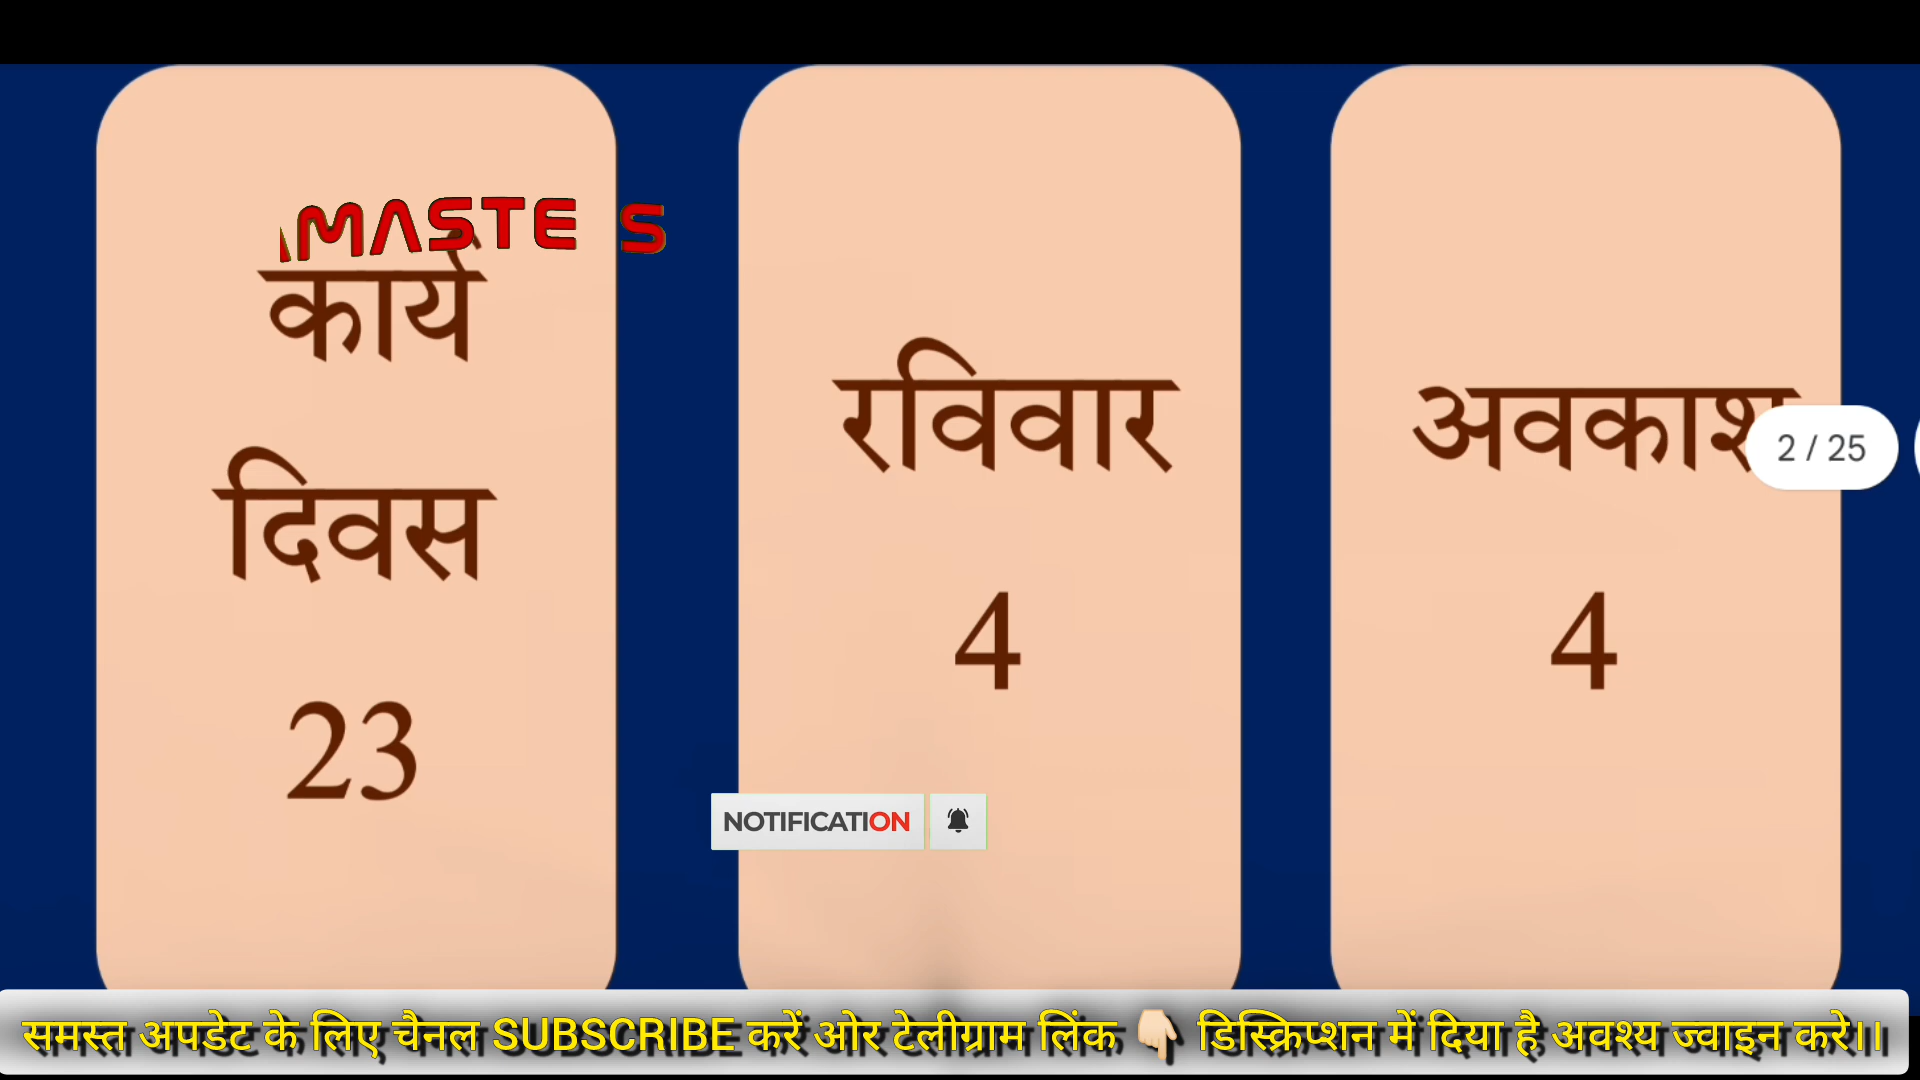 MASTE S
कार्य
दिवस
23
रविवार
4
अवकाश
4
2 / 25
NOTIFICATION
समस्त अपडेट के लिए चैनल SUBSCRIBE करें ओर टेलीग्राम लिंक 👇🏻 डिस्क्रिप्शन में दिया है अवश्य ज्वाइन करे।।